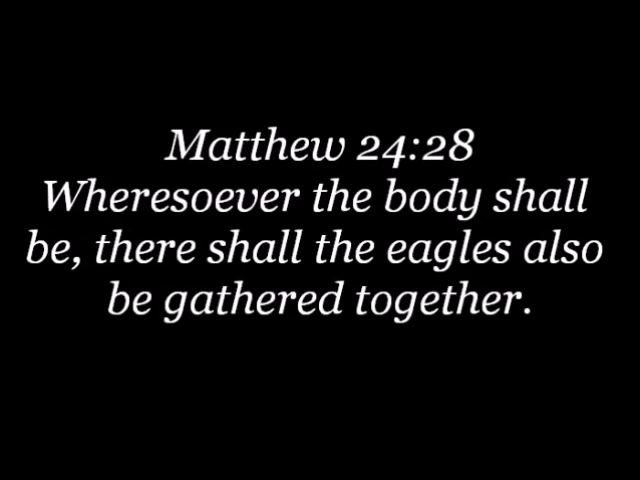 Matthew 24:28
Wheresoever the body shall
be, there shall the eagles also
be gathered together.